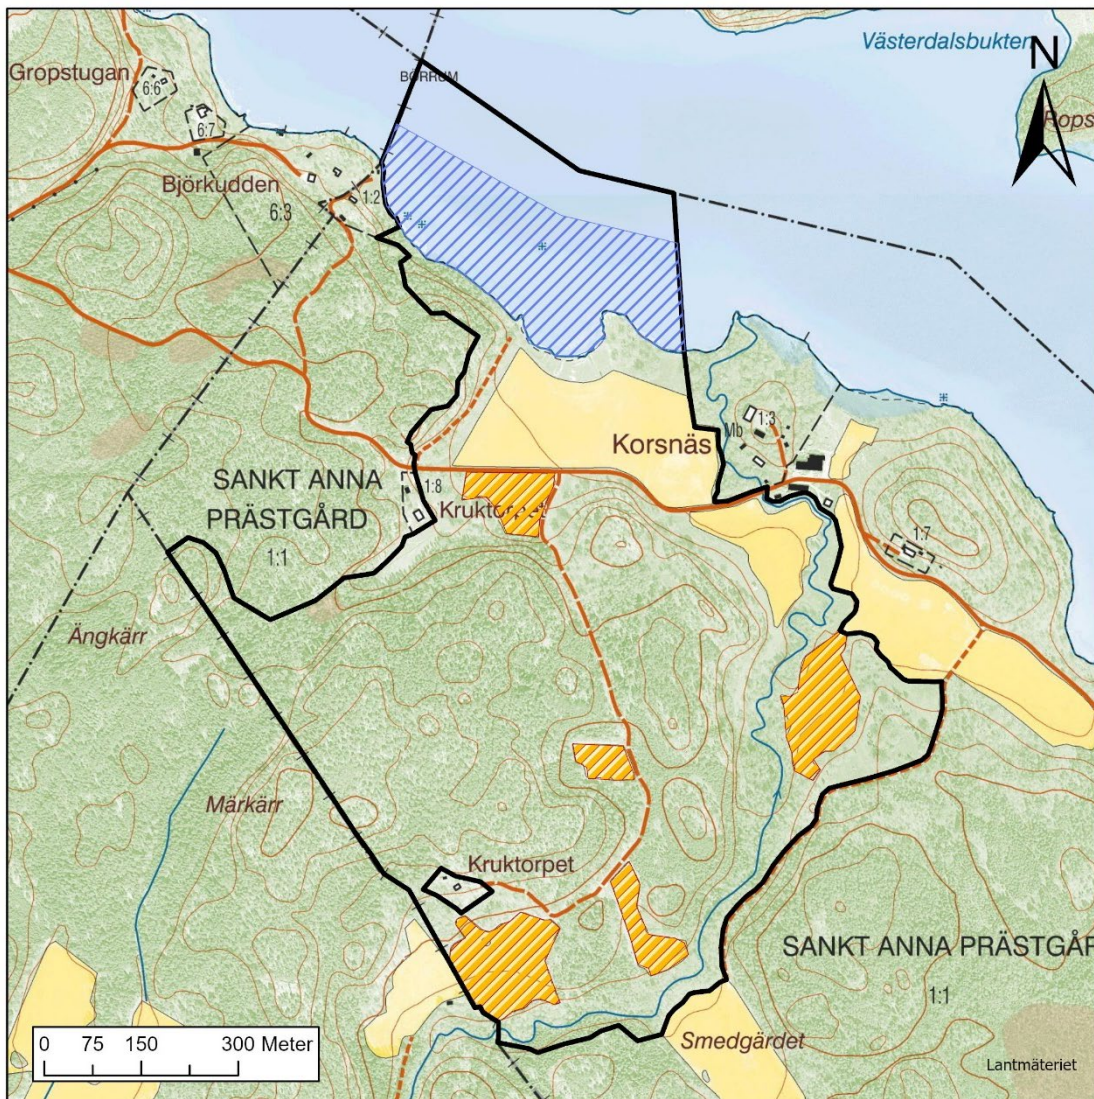 Västerdalsbukten
N
Gropstugan
6:6
BORRUM
Rops
6:7
Björkudden
6:3
1:2
Korsnäs
1:3
Mb
SANKT ANNA
PRÄSTGÅRD
1:1
1:8
Kruktorpet
1:7
Ängkärr
Märkärr
Kruktorpet
SANKT ANNA PRÄSTGÅR
1:1
Smedgärdet
0 75 150 300 Meter
Lantmäteriet